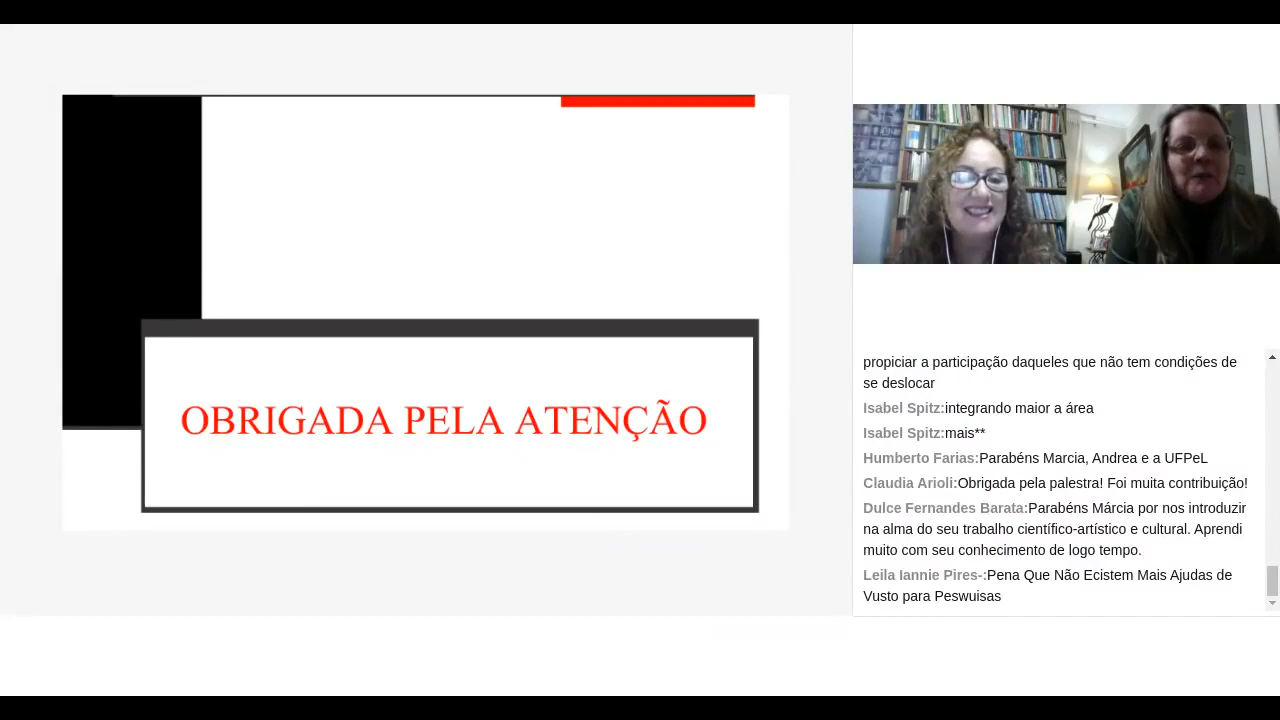 OBRIGADA PELA ATENÇÃO
propiciar a participação daqueles que não tem condições de
se deslocar
Isabel Spitz:integrando maior a área
Isabel Spitz:mais**
Humberto Farias:Parabéns Marcia, Andrea e a UFPeL
Claudia Arioli:Obrigada pela palestra! Foi muita contribuição!
Dulce Fernandes Barata:Parabéns Márcia por nos introduzir
na alma do seu trabalho científico-artístico e cultural. Aprendi
muito com seu conhecimento de logo tempo.
Leila Iannie Pires-:Pena Que Não Ecistem Mais Ajudas de
Vusto para Peswuisas